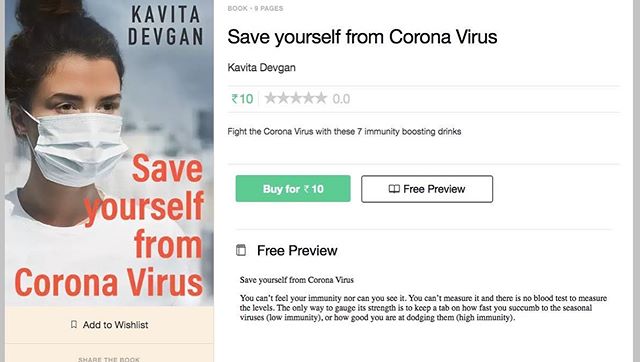 KAVITA
DEVGAN
Save
yourself
from
Corona Virus
Add to Wishlist
SHARE THE BOOK
BOOK • 9 PAGES
Save yourself from Corona Virus
Kavita Devgan
₹10 0.0
Fight the Corona Virus with these 7 immunity boosting drinks
Buy for ₹ 10
Free Preview
Free Preview
Save yourself from Corona Virus
You can't feel your immunity nor can you see it. You can't measure it and there is no blood test to measure
the levels. The only way to gauge its strength is to keep a tab on how fast you succumb to the seasonal
viruses (low immunity), or how good you are at dodging them (high immunity).